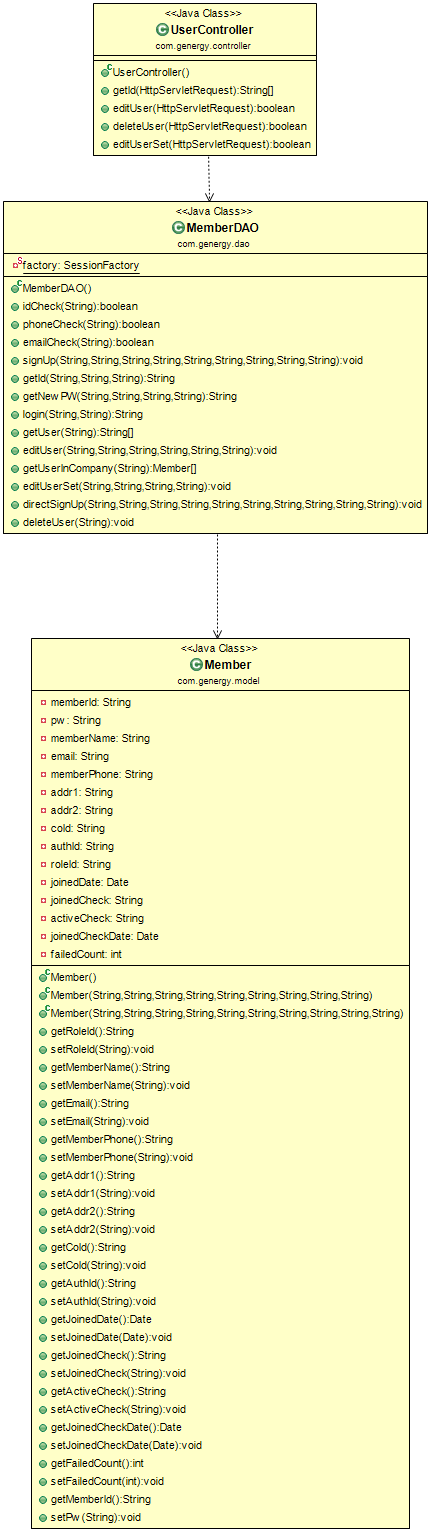 <<Java Class>>
UserController
com.genergy.controller
UserController()
getId(HttpServletRequest):String[]
editUser(HttpServletRequest):boolean
deleteUser(HttpServletRequest):boolean
editUserSet(HttpServletRequest):boolean
<<Java Class>>
MemberDAO
com.genergy.dao
factory: SessionFactory
MemberDAO()
idCheck(String):boolean
phoneCheck(String):boolean
emailCheck(String):boolean
signUp(String,String,String,String,String,String,String,String,String):void
getId(String,String,String):String
getNewPW(String,String,String,String):String
login(String,String):String
getUser(String):String[]
editUser(String,String,String,String,String,String):void
getUserInCompany(String):Member[]
editUserSet(String,String,String,String):void
directSignUp(String,String,String,String,String,String,String,String,String,String,String):void
deleteUser(String):void
<<Java Class>>
Member
com.genergy.model
memberId: String
pw: String
memberName: String
email: String
memberPhone: String
addr1: String
addr2: String
coId: String
authId: String
roleId: String
joinedDate: Date
joinedCheck: String
activeCheck: String
joinedCheckDate: Date
failedCount: int
Member()
Member(String,String,String,String,String,String,String,String,String)
Member(String,String,String,String,String,String,String,String,String,String)
getRoleId():String
setRoleId(String):void
getMemberName():String
setMemberName(String):void
getEmail():String
setEmail(String):void
getMemberPhone():String
setMemberPhone(String):void
getAddr1():String
setAddr1(String):void
getAddr2():String
setAddr2(String):void
getCoId():String
setCoId(String):void
getAuthId():String
setAuthId(String):void
getJoinedDate():Date
setJoinedDate(Date):void
getJoinedCheck():String
setJoinedCheck(String):void
getActiveCheck():String
setActiveCheck(String):void
getJoinedCheckDate():Date
setJoinedCheckDate(Date):void
getFailedCount():int
setFailedCount(int):void
getMemberId():String
setPw(String):void